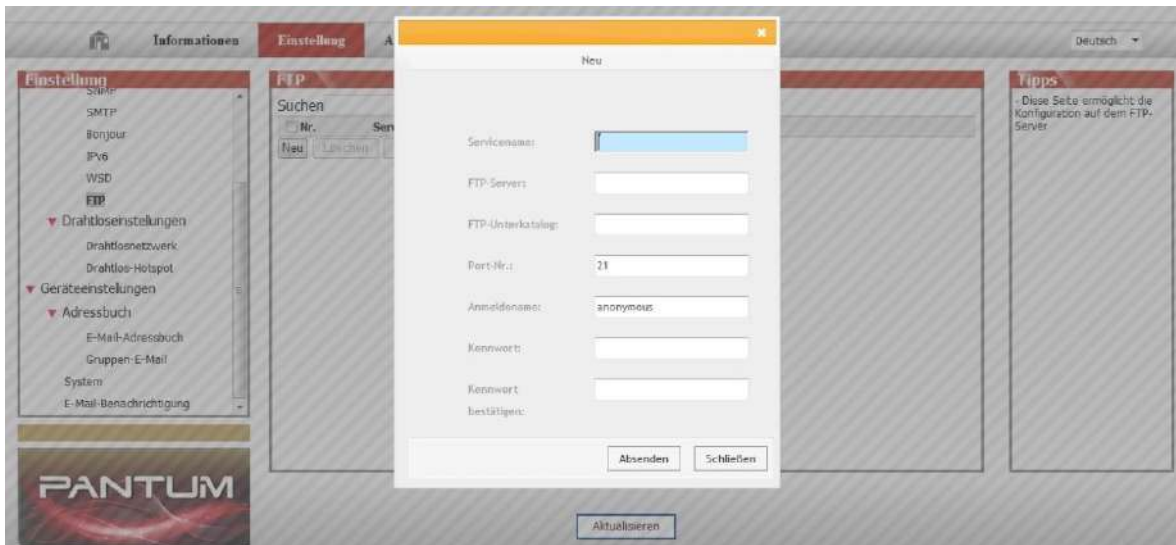 Informationen
Einstellung
A
Deutsch
Einstellung
SNMP
SMTP
Bonjour
IPv6
WSD
FTP
Drahtloseinstellungen
Drahtlosnetzwerk
Drahtlos-Hotspot
Geräteeinstellungen
Adressbuch
E-Mail-Adressbuch
Gruppen-E-Mail
System
E-Mail-Benachrichtigung
PANTUM
FTP
Suchen
Nr. Serv
Neu Löschen
Neu
Servicename:
FTP-Server:
FTP-Unterkatalog:
Port-Nr.: 21
Anmeldename: anonymous
Kennwort:
Kennwort
bestätigen:
Absenden Schließen
Aktualisieren
Tipps
- Diese Seite ermöglicht die
Konfiguration auf dem FTP-
Server